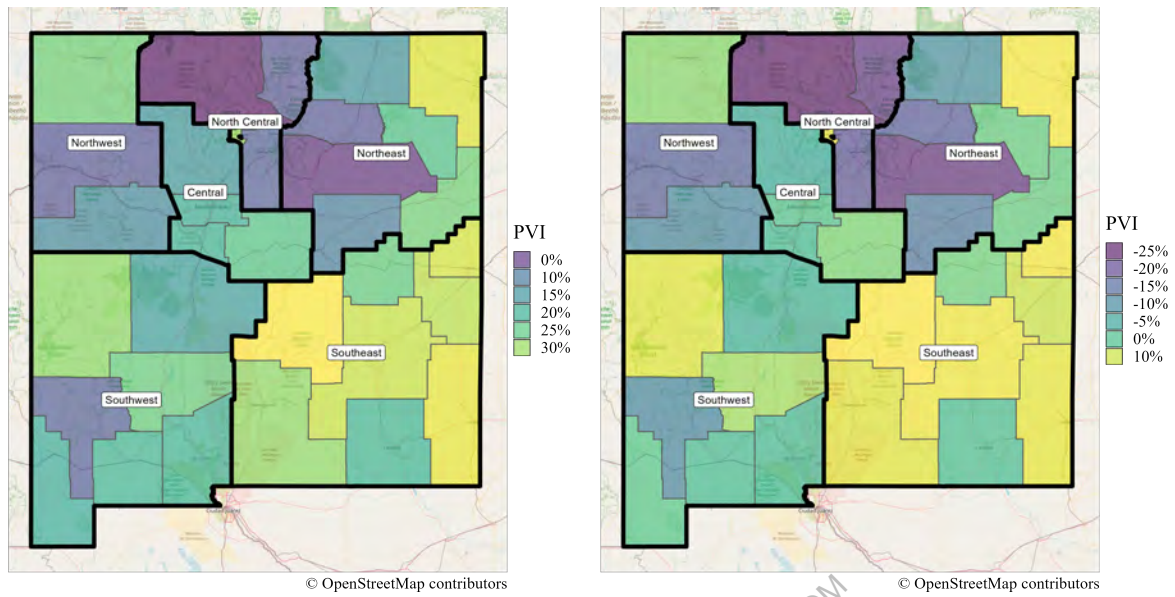 North Central
Northwest
Northeast
Central
Southeast
Southwest
PVI
0%
10%
15%
20%
25%
30%
© OpenStreetMap contributors
North Central
Northwest
Northeast
Central
Southeast
Southwest
PVI
-25%
-20%
-15%
-10%
-5%
0%
10%
© OpenStreetMap contributors